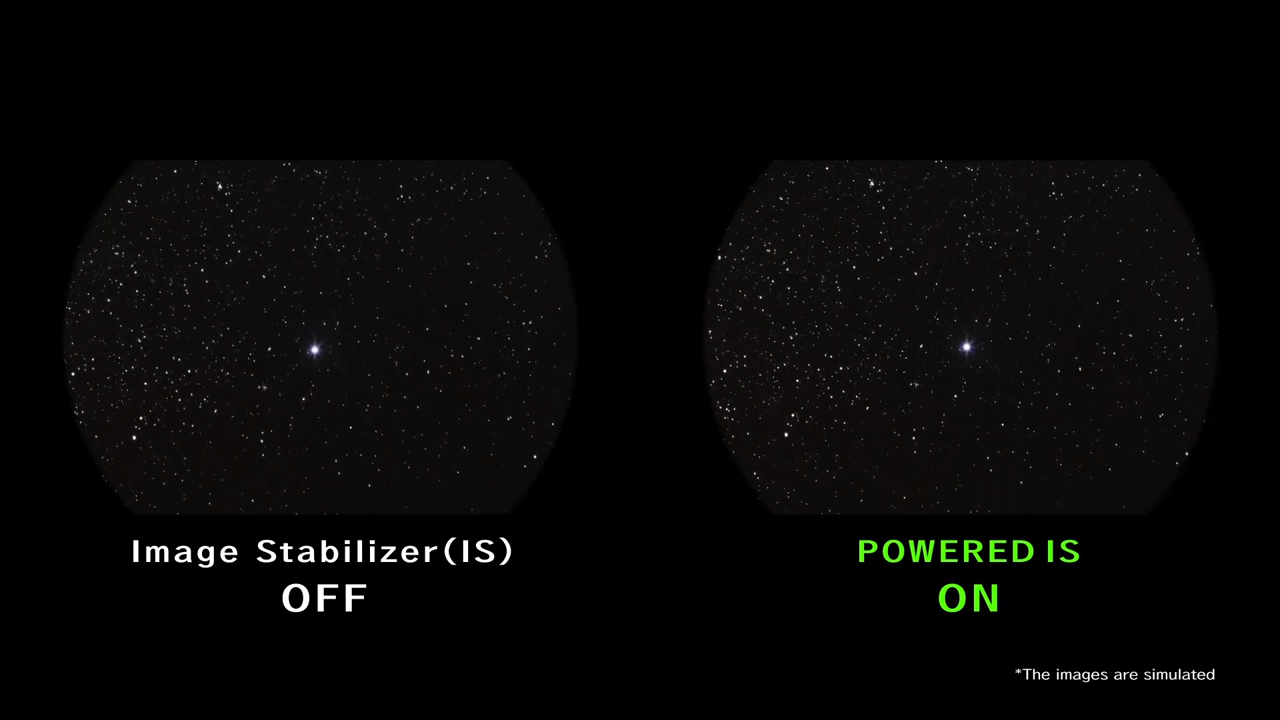 Image Stabilizer(IS)
OFF
POWERED IS
ON
*The images are simulated